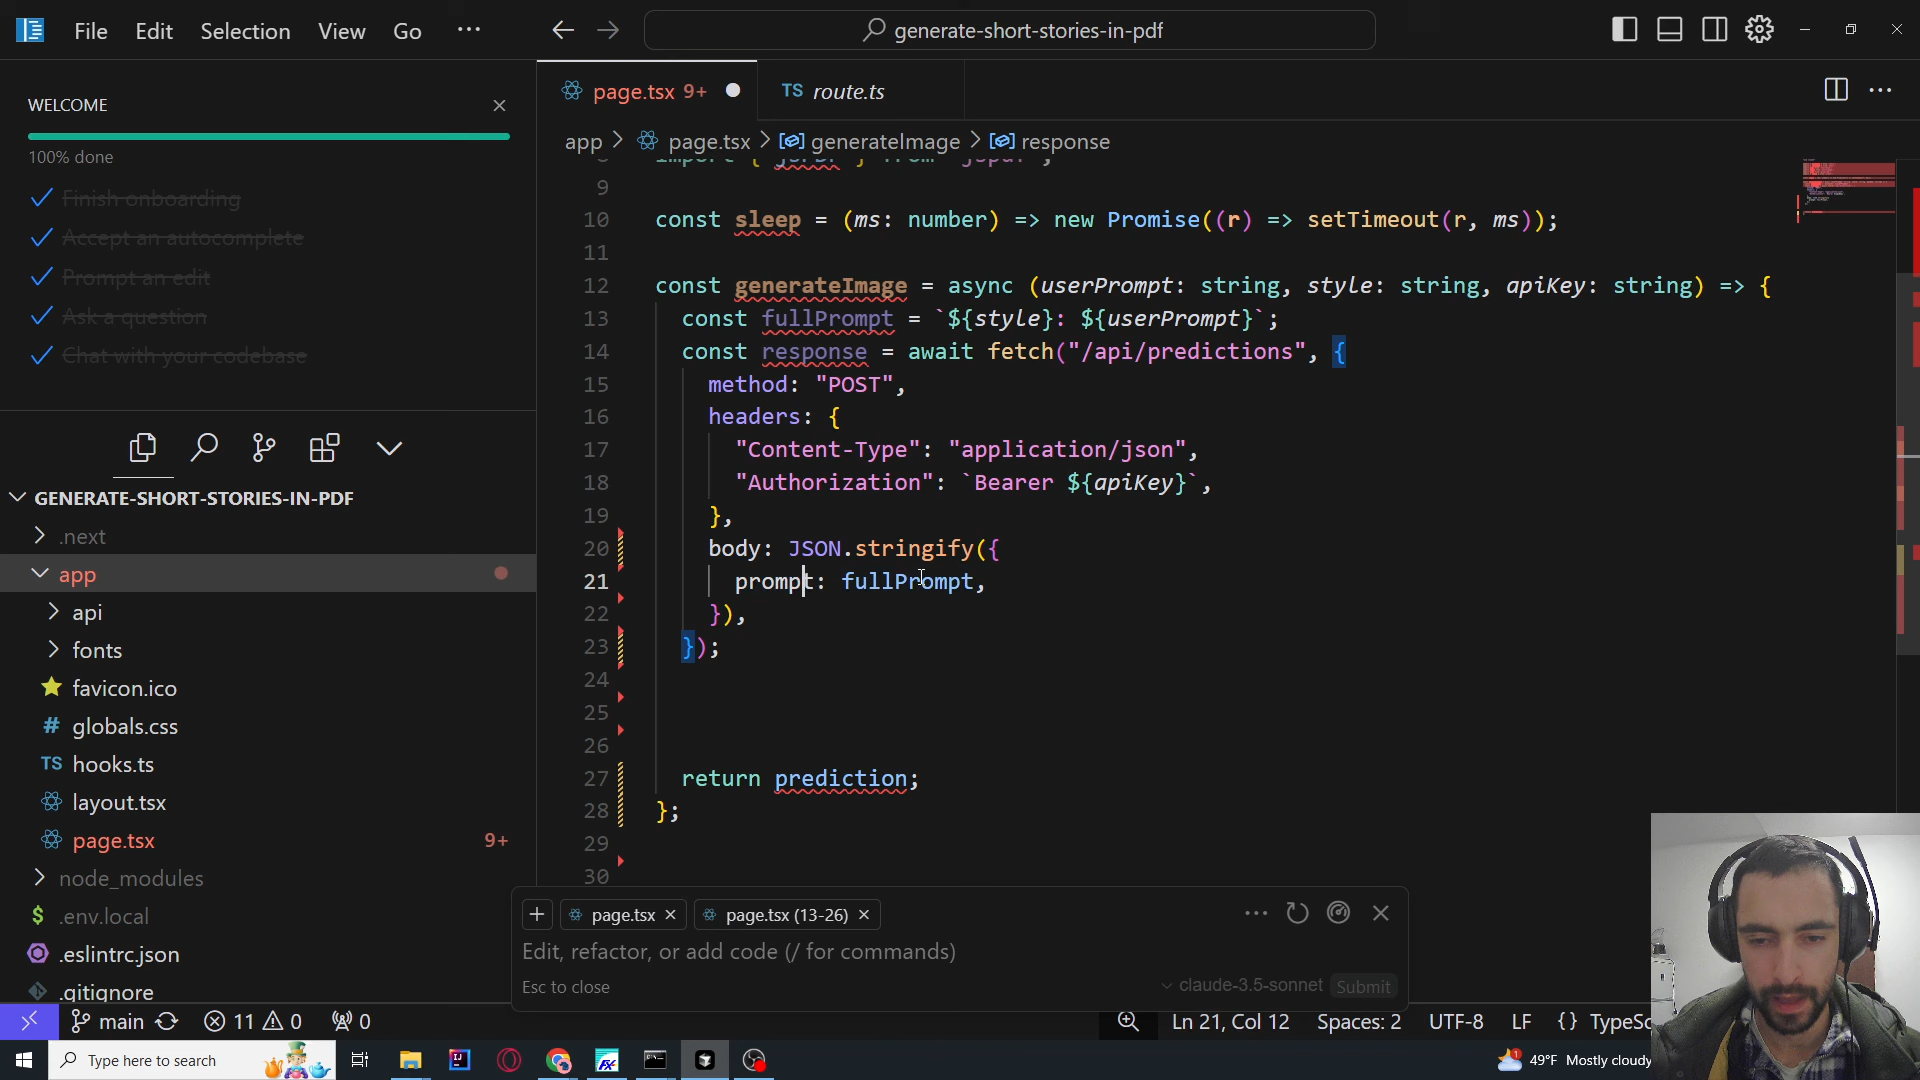 File Edit Selection View Go ···
generate-short-stories-in-pdf
WELCOME
100% done
Finish onboarding
Accept an autocomplete
Prompt an edit
Ask a question
Chat with your codebase
GENERATE-SHORT-STORIES-IN-PDF
.next
app
api
fonts
favicon.ico
# globals.css
TS hooks.ts
layout.tsx
page.tsx 9+
node_modules
$ .env.local
.eslintrc.json
.gitignore
page.tsx 9+
TS route.ts
app > page.tsx > generateImage > response
9
10 const sleep = (ms: number) => new Promise((r) => setTimeout(r, ms));
11
12 const generateImage = async (userPrompt: string, style: string, apiKey: string) => {
13 const fullPrompt = `${style}: ${userPrompt}`;
14 const response = await fetch("/api/predictions", {
15 method: "POST",
16 headers: {
17 "Content-Type": "application/json",
18 "Authorization": `Bearer ${apiKey}`,
19 },
20 body: JSON.stringify({
21 prompt: fullPrompt,
22 }),
23 });
24
25
26
27 return prediction;
28 };
29
30
+ page.tsx × page.tsx (13-26) ×
Edit, refactor, or add code (/ for commands)
Esc to close
claude-3.5-sonnet Submit
main 11 0 0
Ln 21, Col 12 Spaces: 2 UTF-8 LF {} TypeSc
Type here to search
49°F Mostly cloudy